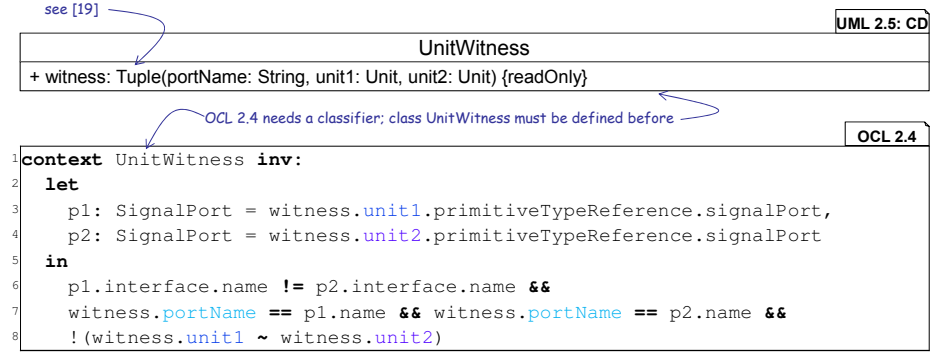 see [19]
UML 2.5: CD
UnitWitness
+ witness: Tuple(portName: String, unit1: Unit, unit2: Unit) {readOnly}
OCL 2.4 needs a classifier; class UnitWitness must be defined before
OCL 2.4
1 context UnitWitness inv:
2 let
3 p1: SignalPort = witness.unit1.primitiveTypeReference.signalPort,
4 p2: SignalPort = witness.unit2.primitiveTypeReference.signalPort
5 in
6 p1.interface.name != p2.interface.name &&
7 witness.portName == p1.name && witness.portName == p2.name &&
8 !(witness.unit1 ~ witness.unit2)